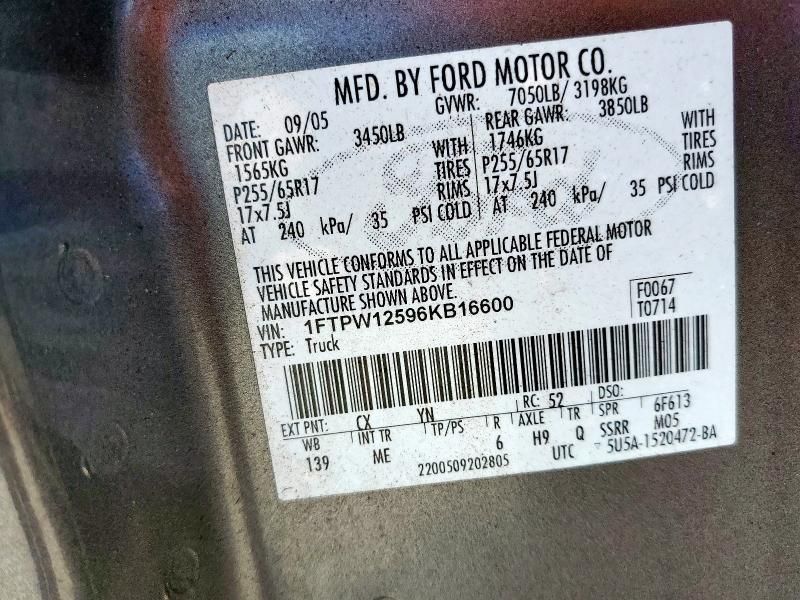 MFD. BY FORD MOTOR CO.
DATE: 09/05 GVWR: 7050LB/ 3198KG
FRONT GAWR: 3450LB REAR GAWR: 3850LB
1565KG WITH 1746KG WITH
P255/65R17 TIRES P255/65R17 TIRES
17x7.5J RIMS 17x7.5J RIMS
AT 240 kPa/ 35 PSI COLD AT 240 kPa/ 35 PSI COLD
THIS VEHICLE CONFORMS TO ALL APPLICABLE FEDERAL MOTOR
VEHICLE SAFETY STANDARDS IN EFFECT ON THE DATE OF
MANUFACTURE SHOWN ABOVE.
VIN: 1FTPW12596KB16600 F0067
TYPE: Truck T0714
EXT PNT: CX YN RC: 52 DSO:
WB INT TR TP/PS R AXLE TR SPR 6F613
139 ME 6 H9 Q SSRR M05
2200509202805 UTC 5U5A-1520472-BA